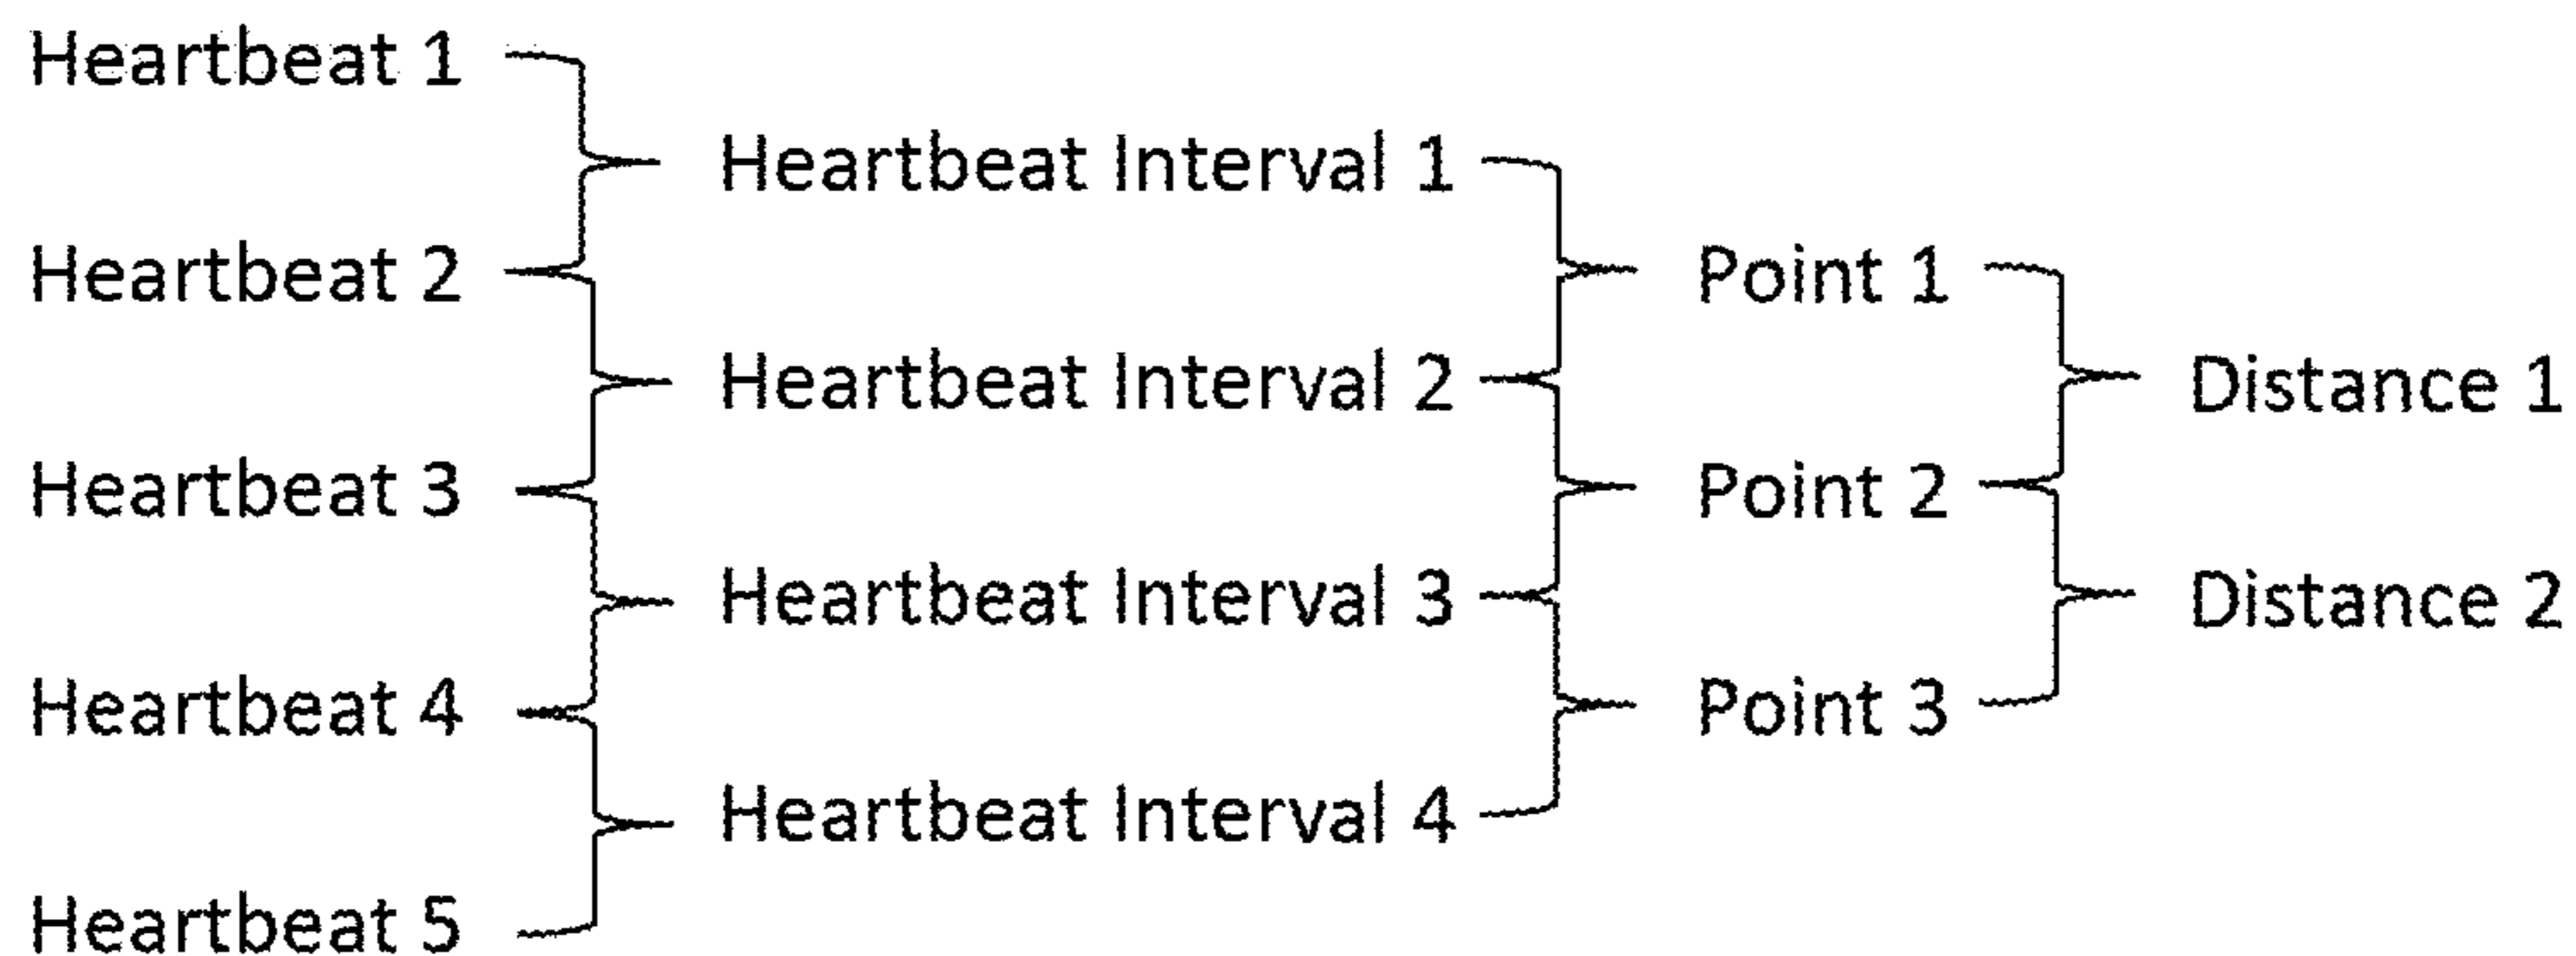 Heartbeat 1
Heartbeat Interval 1
Heartbeat 2
Point 1
Heartbeat Interval 2
Distance 1
Heartbeat 3
Point 2
Heartbeat Interval 3
Distance 2
Heartbeat 4
Point 3
Heartbeat Interval 4
Heartbeat 5